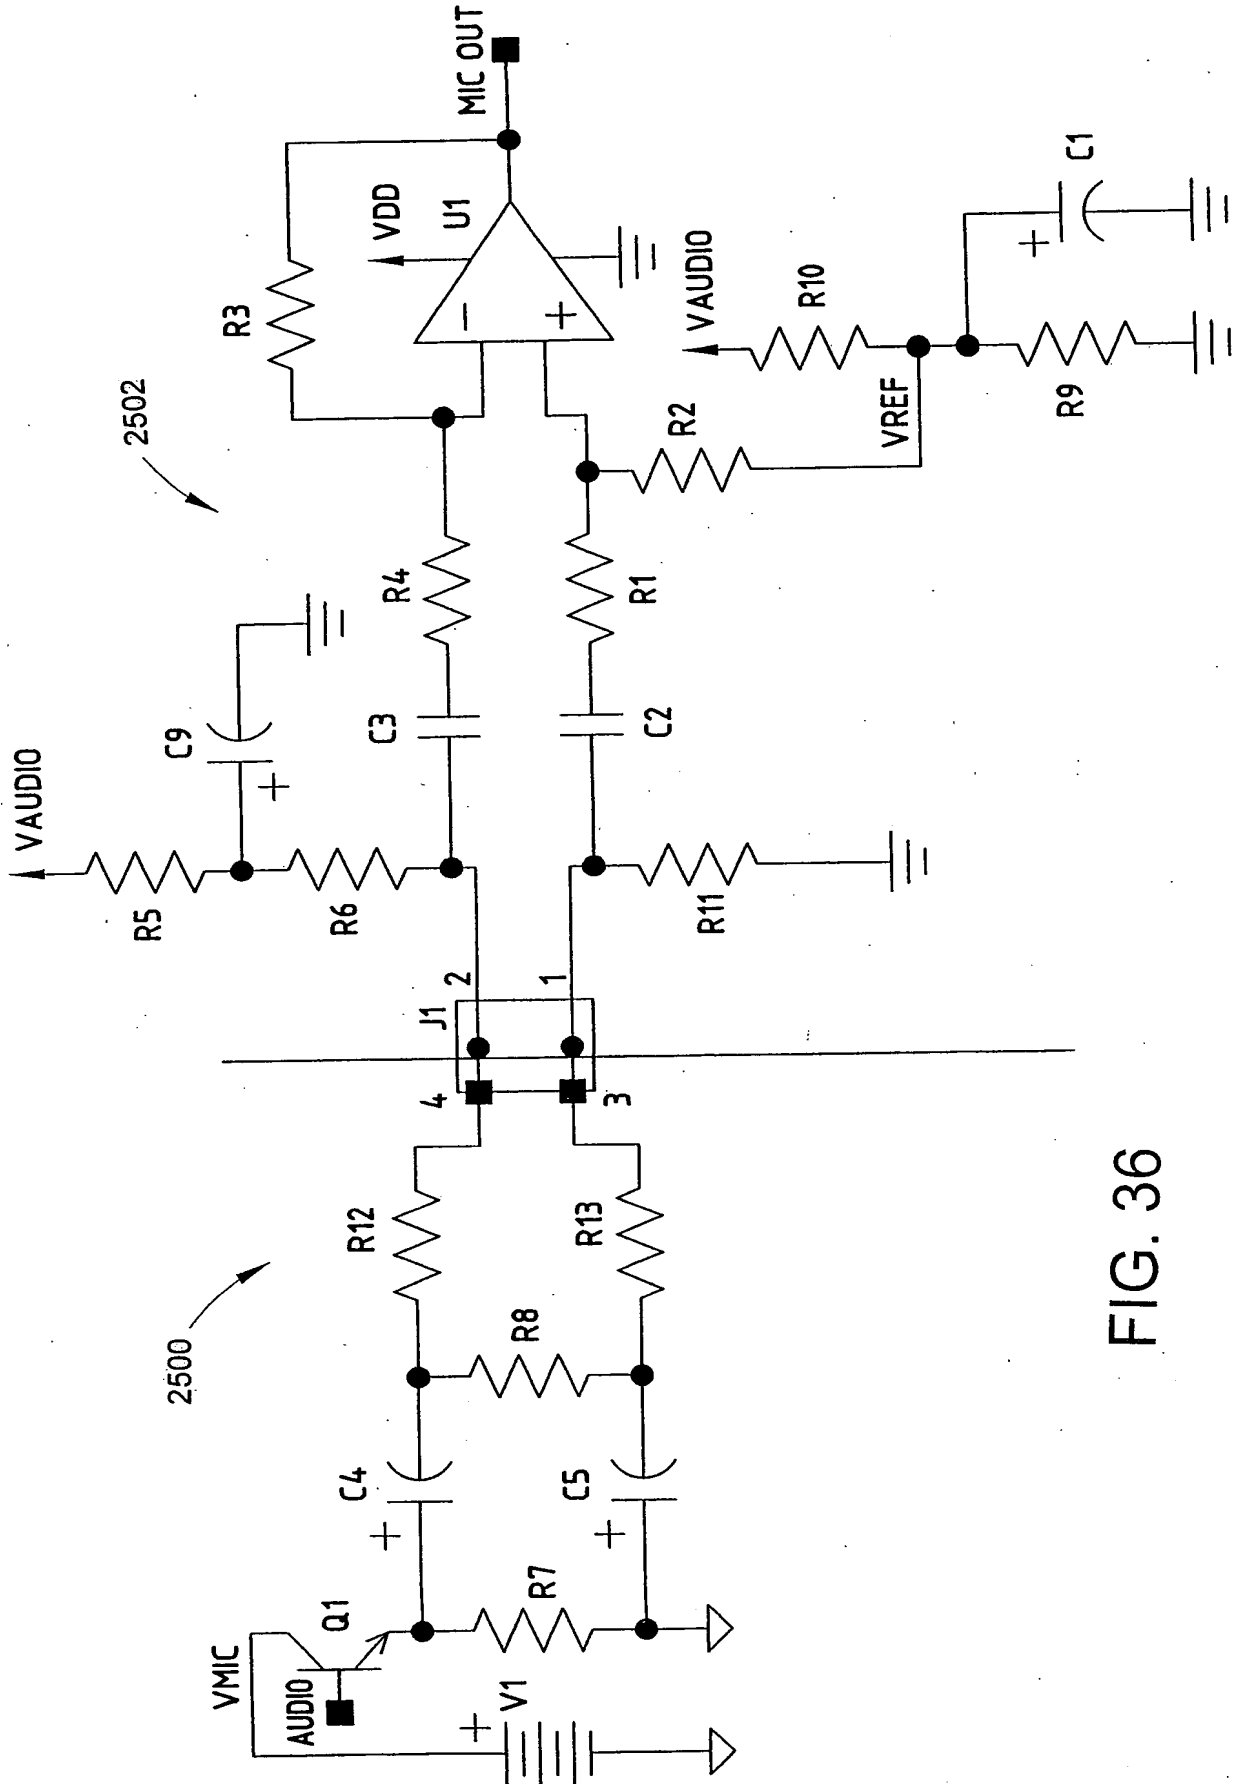 2500
2502
VMIC
AUDIO
Q1
V1
+
R7
C4
+
C5
+
R8
R12
R13
4
3
J1
2
1
VAUDIO
R5
R6
C9
+
R11
C3
C2
R4
R1
R3
VDD
U1
−
+
MIC OUT
R2
VREF
VAUDIO
R10
R9
C1
+
FIG. 36